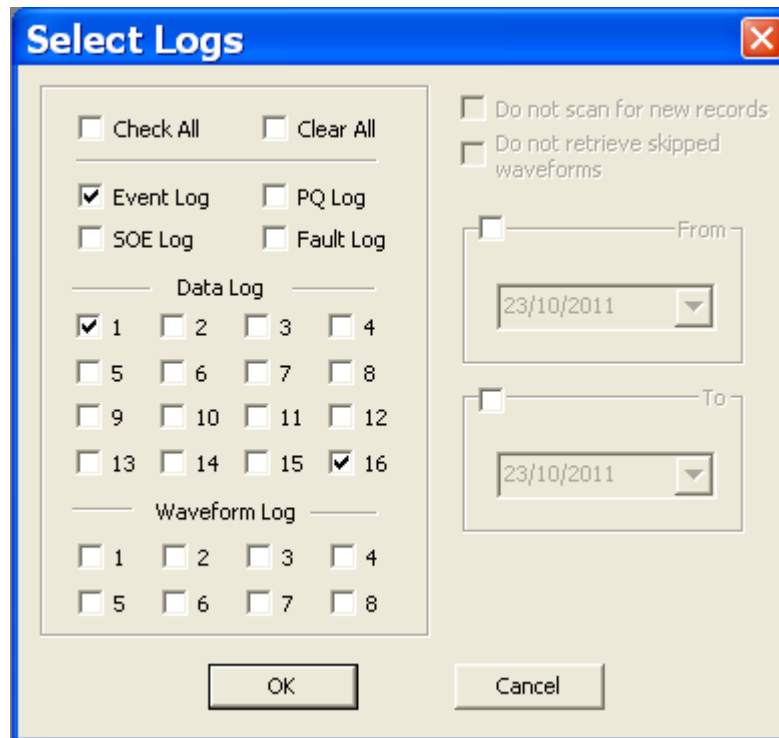 Select Logs
Check All Clear All
Event Log PQ Log
SOE Log Fault Log
Data Log
1 2 3 4
5 6 7 8
9 10 11 12
13 14 15 16
Waveform Log
1 2 3 4
5 6 7 8
Do not scan for new records
Do not retrieve skipped
waveforms
From
23/10/2011
To
23/10/2011
OK Cancel